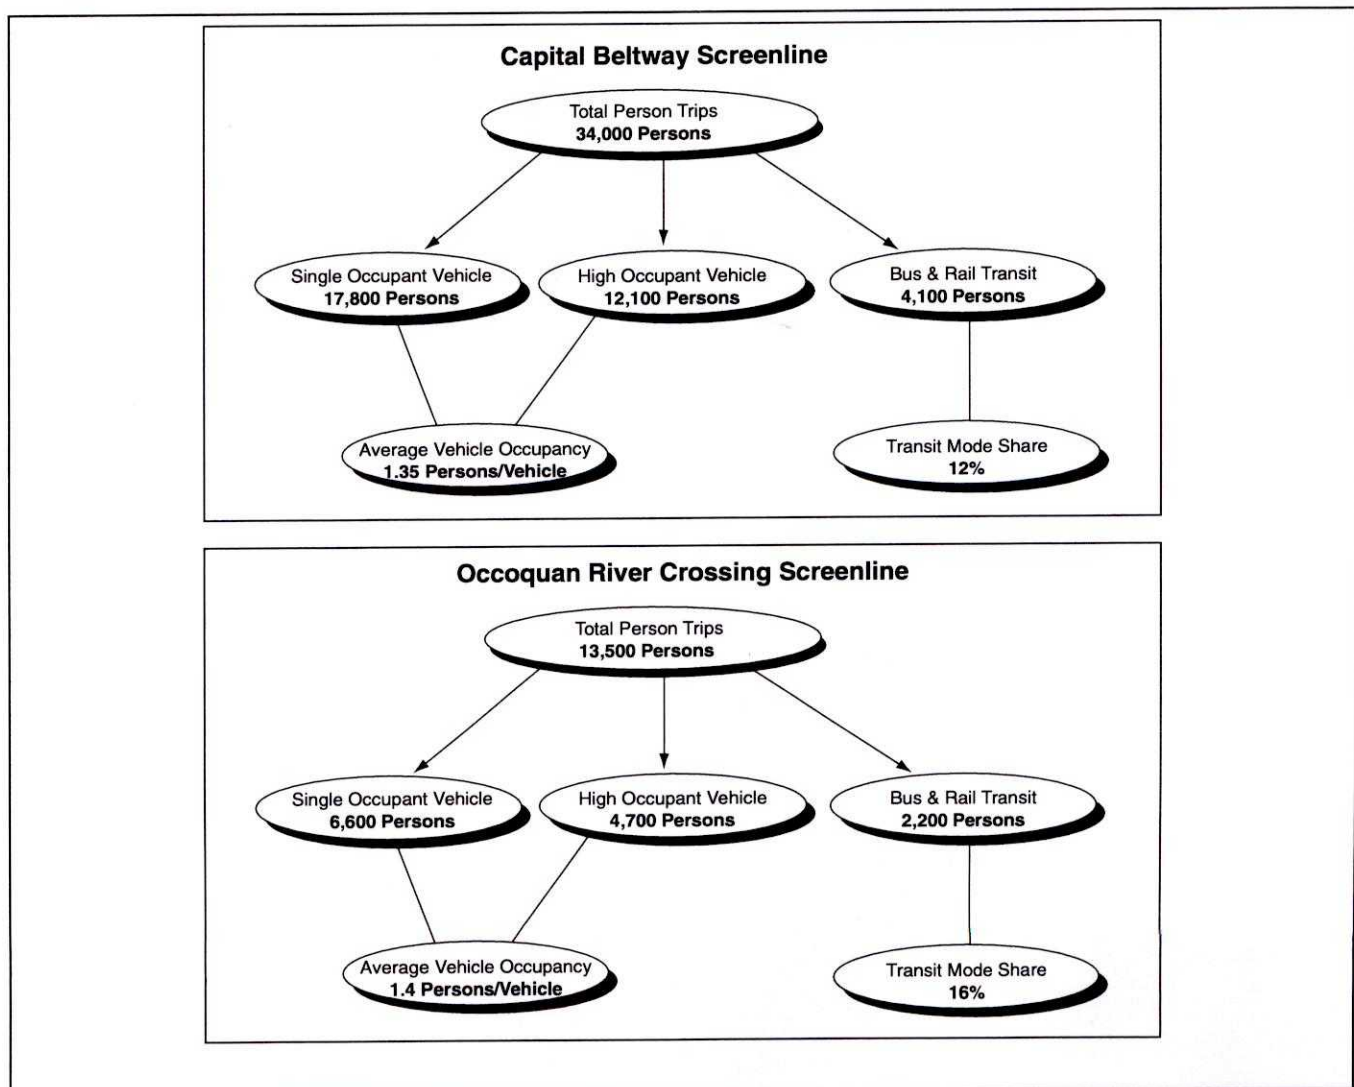 Capital Beltway Screenline
Total Person Trips
34,000 Persons
Single Occupant Vehicle
17,800 Persons
High Occupant Vehicle
12,100 Persons
Bus & Rail Transit
4,100 Persons
Average Vehicle Occupancy
1.35 Persons/Vehicle
Transit Mode Share
12%
Occoquan River Crossing Screenline
Total Person Trips
13,500 Persons
Single Occupant Vehicle
6,600 Persons
High Occupant Vehicle
4,700 Persons
Bus & Rail Transit
2,200 Persons
Average Vehicle Occupancy
1.4 Persons/Vehicle
Transit Mode Share
16%